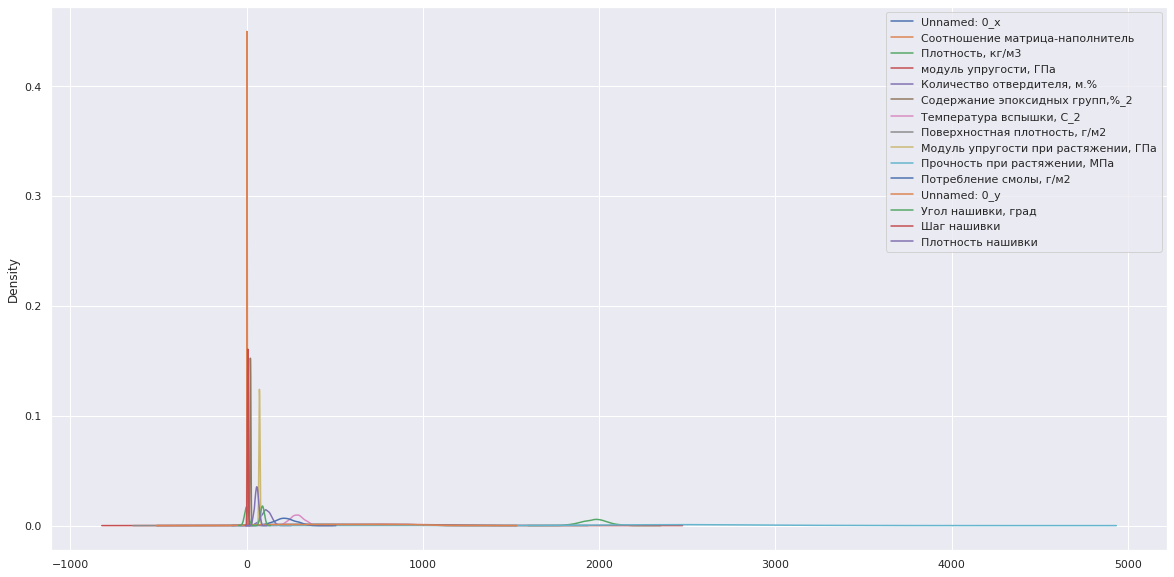 Unnamed: 0_x
Соотношение матрица-наполнитель
Плотность, кг/м3
модуль упругости, ГПа
Количество отвердителя, м.%
Содержание эпоксидных групп,%_2
Температура вспышки, С_2
Поверхностная плотность, г/м2
Модуль упругости при растяжении, ГПа
Прочность при растяжении, МПа
Потребление смолы, г/м2
Unnamed: 0_y
Угол нашивки, град
Шаг нашивки
Плотность нашивки
Density
0.4
0.3
0.2
0.1
0.0
−1000
0
1000
2000
3000
4000
5000